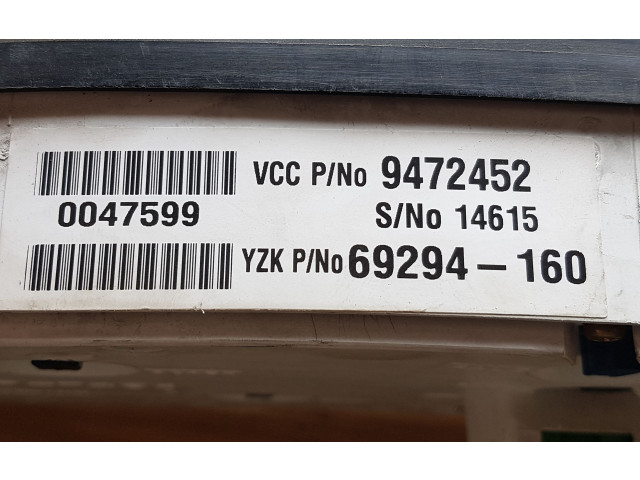 VCC P/No 9472452
0047599 S/No 14615
YZK P/No 69294-160